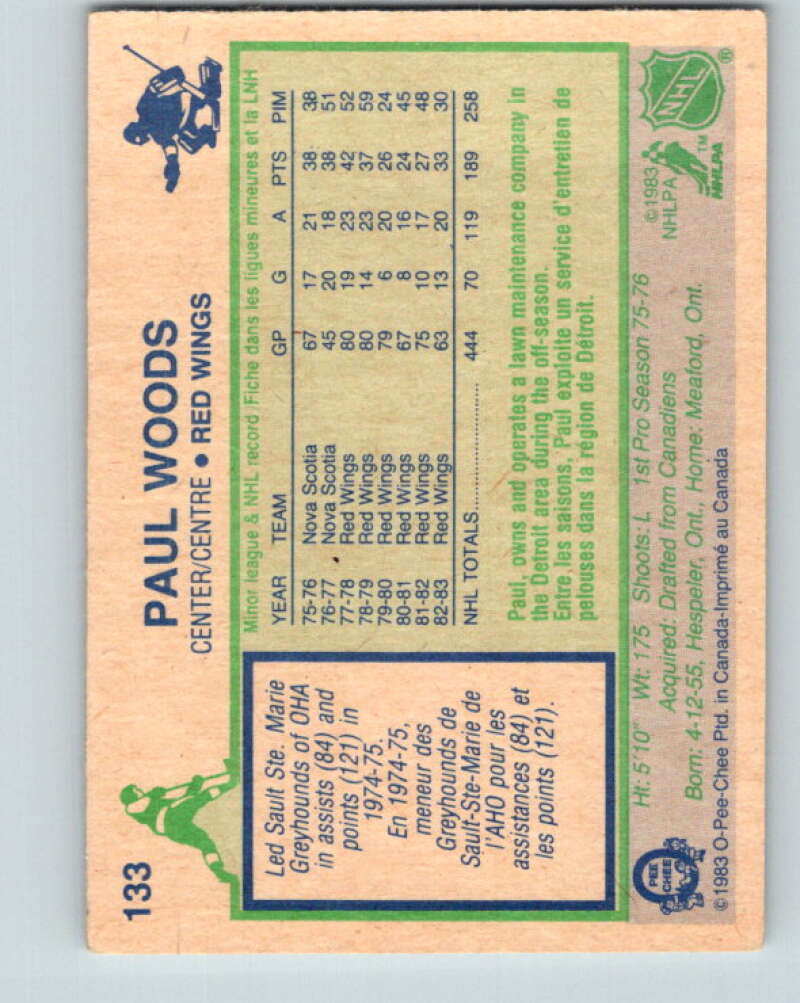 133
PAUL WOODS
CENTER/CENTRE • RED WINGS
Led Sault Ste. Marie
Greyhounds of OHA
in assists (84) and
points (121) in
1974-75.
En 1974-75,
meneur des
Greyhounds de
Sault-Ste-Marie de
l'AHO pour les
assistances (84) et
les points (121).
Minor league & NHL record/Fiche dans les ligues mineures et la LNH
YEAR TEAM GP G A PTS PIM
75-76 Nova Scotia 67 17 21 38 38
76-77 Nova Scotia 45 20 18 38 51
77-78 Red Wings 80 19 23 42 52
78-79 Red Wings 80 14 23 37 59
79-80 Red Wings 79 6 20 26 24
80-81 Red Wings 67 8 16 24 45
81-82 Red Wings 75 10 17 27 48
82-83 Red Wings 63 13 20 33 30
NHL TOTALS................ 444 70 119 189 258
Paul, owns and operates a lawn maintenance company in
the Detroit area during the off-season.
Entre les saisons, Paul exploite un service d'entretien de
pelouses dans la région de Détroit.
Ht: 5'10" Wt: 175 Shoots: L 1st Pro Season 75-76
Acquired: Drafted from Canadiens
Born: 4-12-55, Hespeler, Ont. Home: Meaford, Ont.
©1983 O-Pee-Chee Ptd. in Canada-Imprimé au Canada
O
PEE
CHEE
©1983
NHLPA
NHLPA
TM
NHL
®